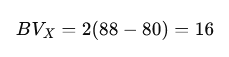 BV_X = 2(88 − 80) = 16